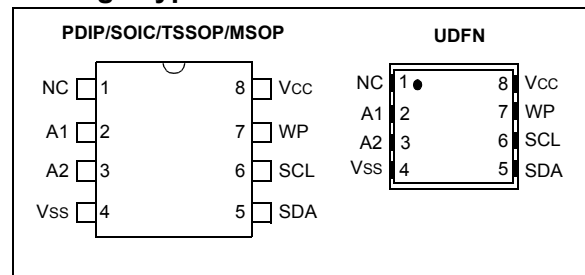 PDIP/SOIC/TSSOP/MSOP
NC 1 8 VCC
A1 2 7 WP
A2 3 6 SCL
VSS 4 5 SDA
UDFN
NC 1 8 VCC
A1 2 7 WP
A2 3 6 SCL
VSS 4 5 SDA